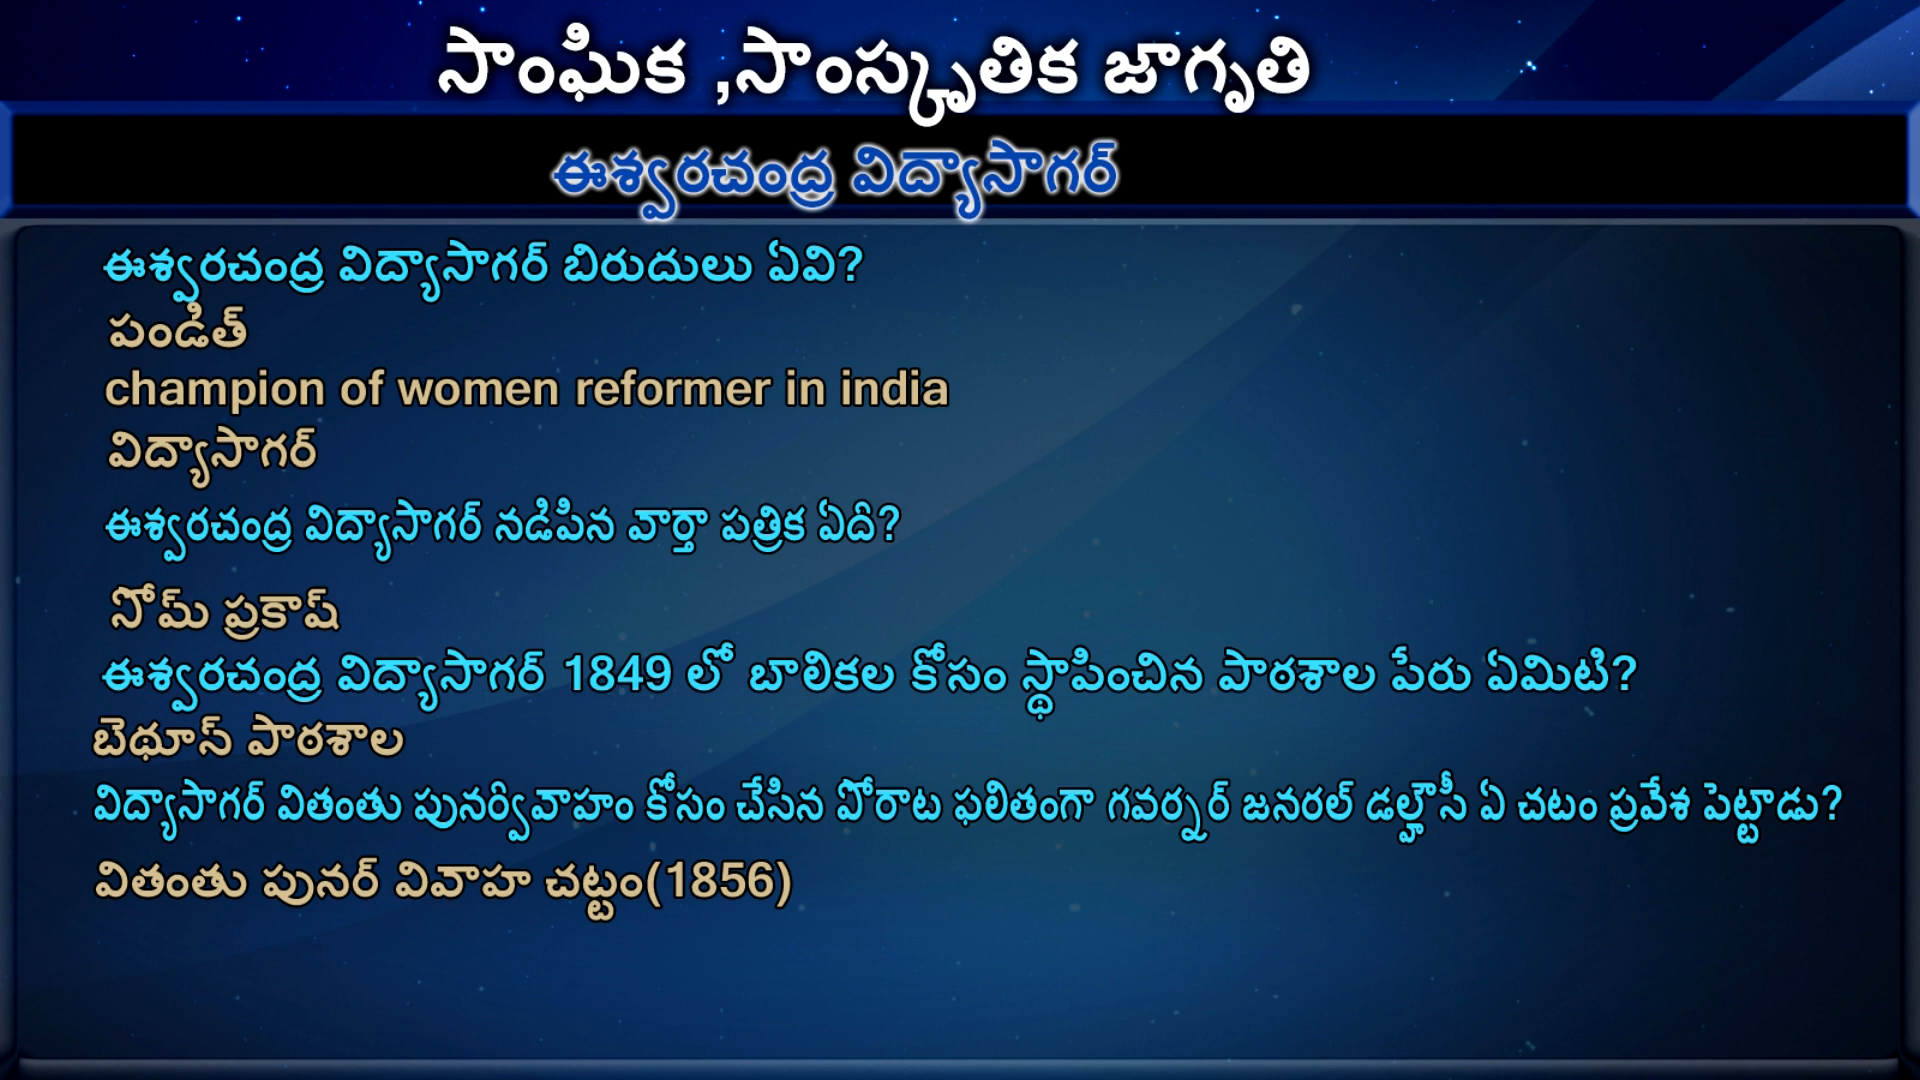 సాంఘిక ,సాంస్కృతిక జాగృతి
ఈశ్వరచంద్ర విద్యాసాగర్
ఈశ్వరచంద్ర విద్యాసాగర్ బిరుదులు ఏవి?
పండిత్
champion of women reformer in india
విద్యాసాగర్
ఈశ్వరచంద్ర విద్యాసాగర్ నడిపిన వార్తా పత్రిక ఏది?
సోమ్ ప్రకాష్
ఈశ్వరచంద్ర విద్యాసాగర్ 1849 లో బాలికల కోసం స్థాపించిన పాఠశాల పేరు ఏమిటి?
బెథూన్ పాఠశాల
విద్యాసాగర్ వితంతు పునర్వివాహం కోసం చేసిన పోరాట ఫలితంగా గవర్నర్ జనరల్ డల్హౌసీ ఏ చటం ప్రవేశ పెట్టాడు?
వితంతు పునర్ వివాహ చట్టం(1856)